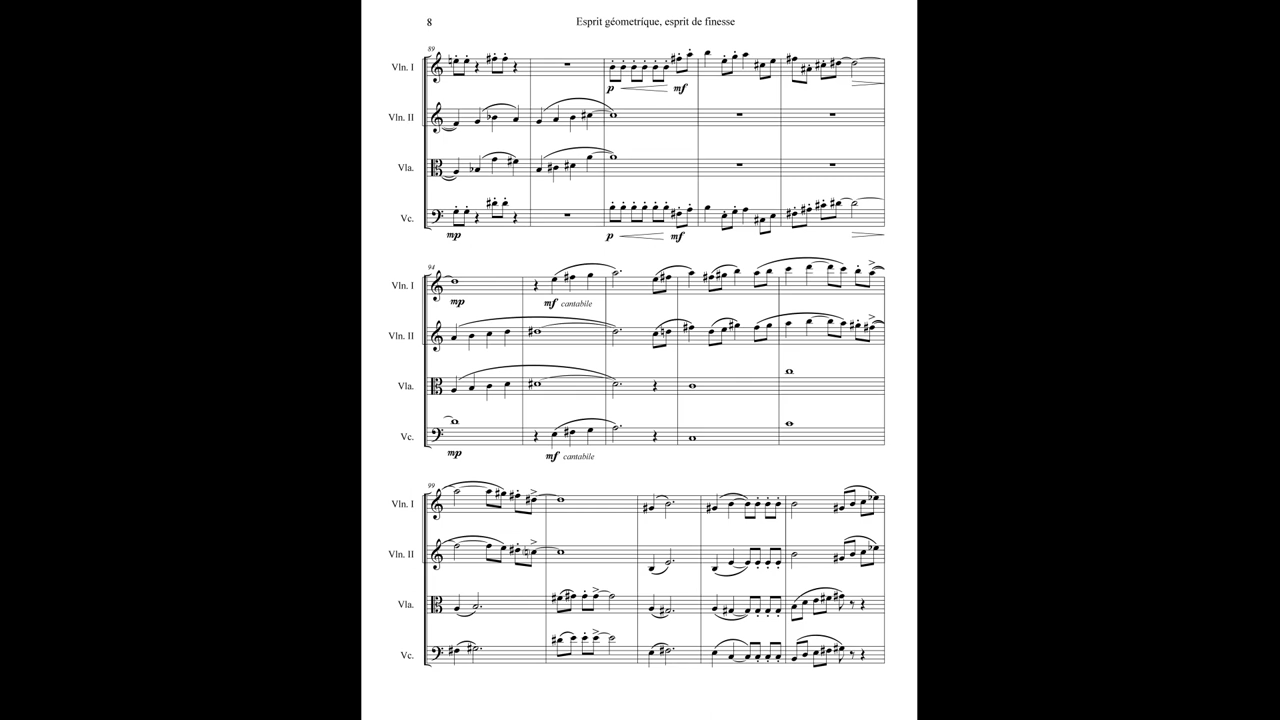 8 Esprit géometríque, esprit de finesse
89
Vln. I
p mf
Vln. II
Vla.
Vc.
mp p mf
94
Vln. I
mp mf cantabile
Vln. II
Vla.
Vc.
mp mf cantabile
99
Vln. I
Vln. II
Vla.
Vc.